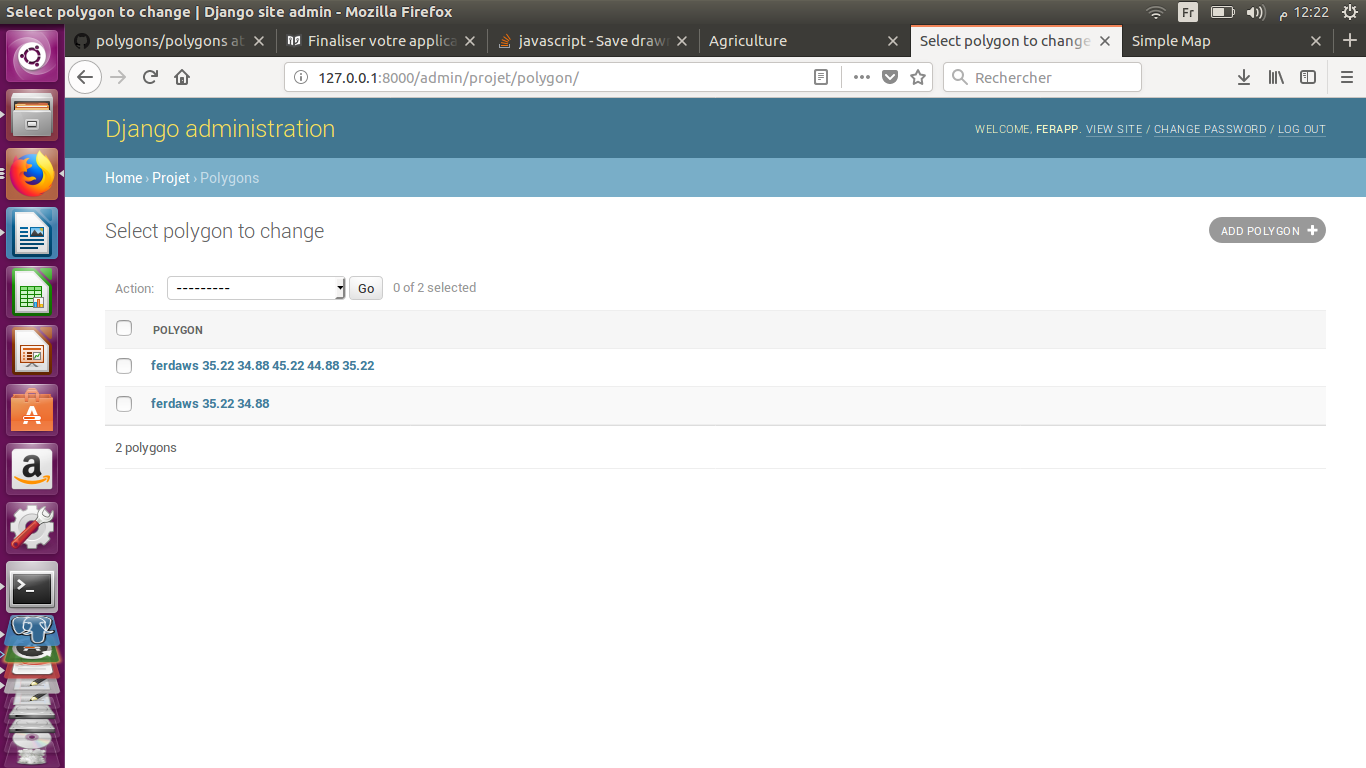 Select polygon to change | Django site admin - Mozilla Firefox
Fr
م 12:22
polygons/polygons at
Finaliser votre applica
javascript - Save drawn
Agriculture
Select polygon to change
Simple Map
127.0.0.1:8000/admin/projet/polygon/
Rechercher
Django administration
WELCOME, FERAPP. VIEW SITE / CHANGE PASSWORD / LOG OUT
Home › Projet › Polygons
Select polygon to change
ADD POLYGON
Action:
---------
Go
0 of 2 selected
POLYGON
ferdaws 35.22 34.88 45.22 44.88 35.22
ferdaws 35.22 34.88
2 polygons